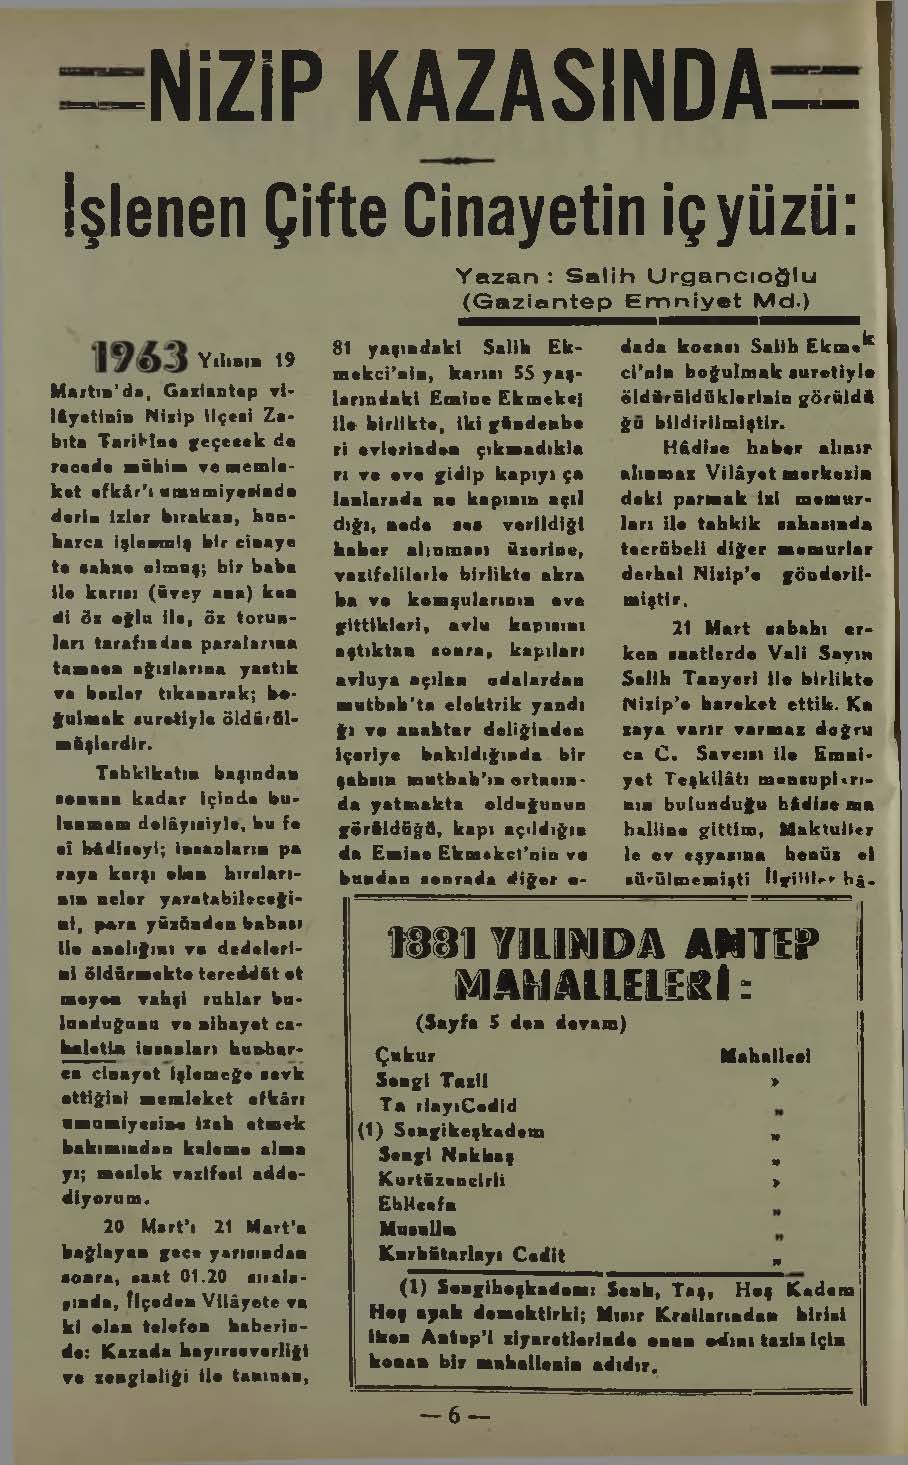 NiZiP KAZASINDA
İşlenen Çifte Cinayetin iç yüzü:
Yazan : Salih Urgancıoğlu
(Gaziantep Emniyet Md.)
1963 Yılının 19
Martın'da, Gaziantep vi-
lâyetinin Nizip ilçesi Za-
bıta Tarihine geçecek de
recede mühim ve memle-
ket efkâr'ı umumiyesinde
derin izler bırakan, hun-
harca işlenmiş bir cinaye
te sahne olmuş; bir baba
ile karısı (üvey ana) ken
di öz oğlu ile, öz torun-
ları tarafından paralarına
tamaen ağızlarına yastık
ve bezler tıkanarak; bo-
ğulmak suretiyle öldürül-
müşlerdir.
Tahkikatın başından
sonuna kadar içinde bu-
lunmam dolâyısiyle, bu fe
cî hâdiseyi; insanların pa
raya karşı olan hırsları-
nın neler yaratabileceği-
ni, para yüzünden babası
ile analığını ve dedeleri-
ni öldürmekte tereddüt et
meyen vahşi ruhlar bu-
lunduğunu ve nihayet ca-
haletin insanları hunhar-
ca cinayet işlemeğe sevk
ettiğini memleket efkârı
umumiyesine izah etmek
bakımından kaleme alma
yı; meslek vazifesi adde-
diyorum.
20 Mart'ı 21 Mart'a
bağlayan gece yarısından
sonra, saat 01.20 sırala-
rında, İlçeden Vilâyete va
ki olan telefon haberin-
de: Kazada hayırseverliği
ve zenginliği ile tanınan,
81 yaşındaki Salih Ek-
mekci'nin, karısı 55 yaş-
larındaki Emine Ekmekçi
ile birlikte, iki gündenbe
ri evlerinden çıkmadıkla
rı ve eve gidip kapıyı ça
lanlarada ne kapının açıl
dığı, nede ses verildiği
haber alınması üzerine,
vazifelilerle birlikte akra
ba ve komşularının eve
gittikleri, avlu kapısını
açtıktan sonra, kapıları
avluya açılan odalardan
mutbah'ta elektrik yandı
ğı ve anahtar deliğinden
içeriye bakıldığında bir
şahsın mutbah'ın ortasın-
da yatmakta olduğunun
görüldüğü, kapı açıldığın
da Emine Ekmekci'nin ve
bundan sonrada diğer o-
dada kocası Salih Ekmek
ci'nin boğulmak suretiyle
öldürüldüklerinin görüldü
ğü bildirilmiştir.
Hâdise haber alınır
alınmaz Vilâyet merkezin
deki parmak izi memur-
ları ile tahkik sahasında
tecrübeli diğer memurlar
derhal Nizip'e gönderil-
miştir.
21 Mart sabahı er-
ken saatlerde Vali Sayın
Salih Tanyeri ile birlikte
Nizip'e hareket ettik. Ka
zaya varır varmaz doğru
ca C. Savcısı ile Emni-
yet Teşkilâtı mensupları-
nın bulunduğu hâdise ma
halline gittim, Maktuller
le ev eşyasına henüz el
sürülmemişti İlgililer hâ-
1881 YILINDA ANTEP
MAHALLELERİ :
(Sayfa 5 den devam)
Çukur Mahallesi
Sengi Tazil »
Ta rlayıCedid „
(1) Sengikeşkadem „
Sengi Nakkaş „
Kurtüzencirli »
EbHcefa „
Musullu „
Kurbütarlayı Cedit „
(1) Sengihoşkadem: Senk, Taş, Hoş Kadem
Hoş ayak demektirki; Mısır Krallarından birisi
iken Antep'i ziyaretlerinde onun adını tazin için
konan bir mahallenin adıdır.
— 6 —